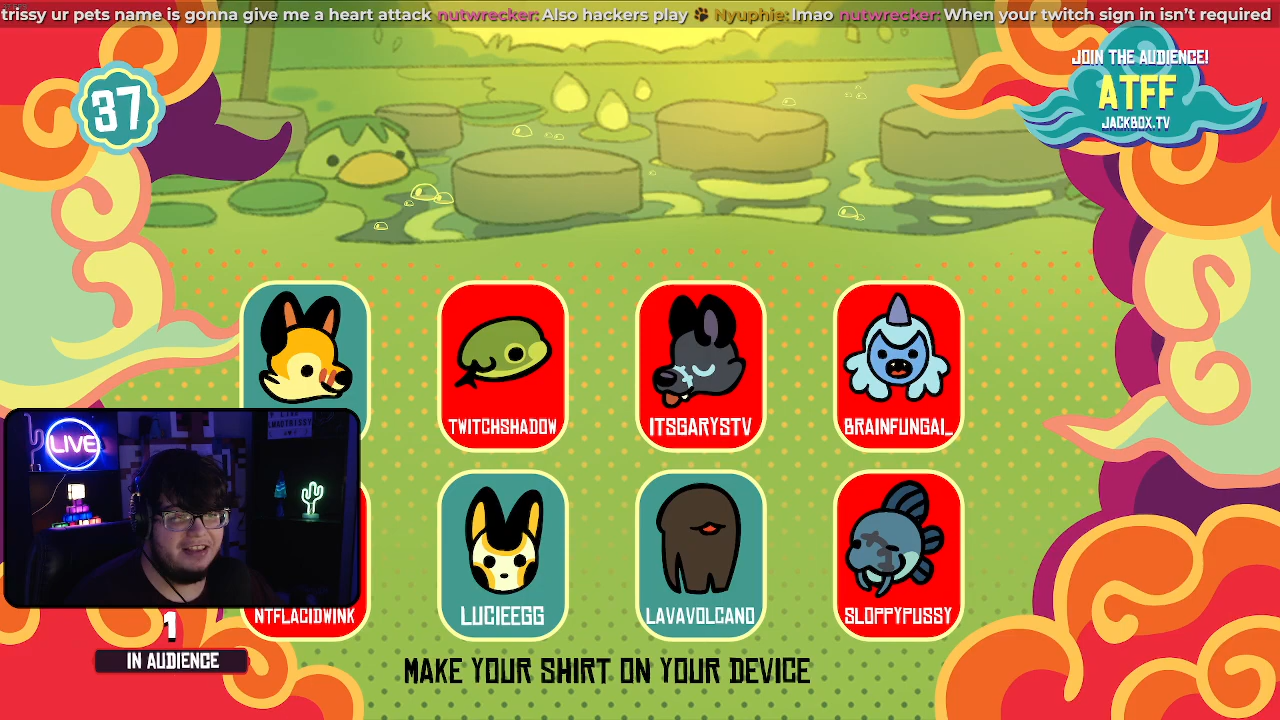 trissy ur pets name is gonna give me a heart attack nutwrecker: Also hackers play Nyuphie: lmao nutwrecker: When your twitch sign in isn't required
JOIN THE AUDIENCE!
37
ATFF
JACKBOX.TV
TWITCHSHADOW
ITSGARYSTV
BRAINFUNGAI_
LIVE
NTFLACIDWINK
LUCIEEGG
LAVAVOLCANO
SLOPPYPUSSY
1
IN AUDIENCE
MAKE YOUR SHIRT ON YOUR DEVICE